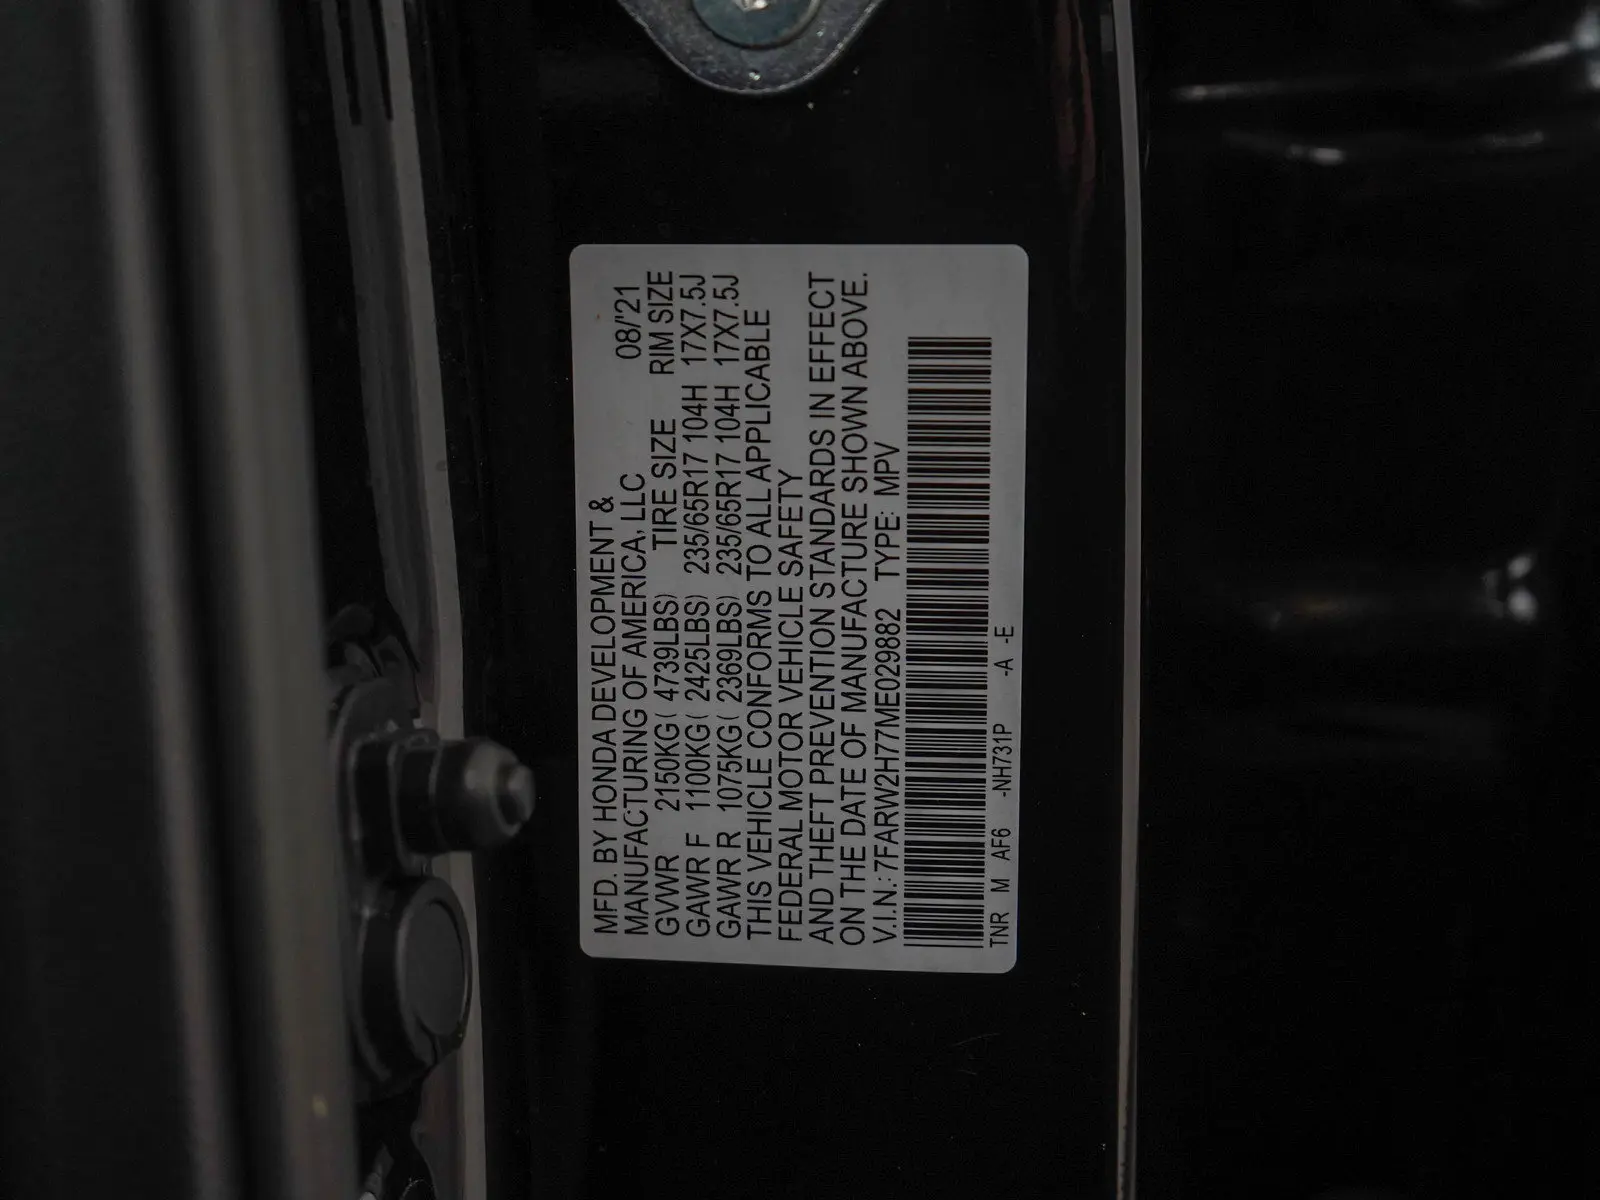 MFD. BY HONDA DEVELOPMENT &
MANUFACTURING OF AMERICA, LLC 08/'21
GVWR 2150KG ( 4739LBS) TIRE SIZE RIM SIZE
GAWR F 1100KG ( 2425LBS) 235/65R17 104H 17X7.5J
GAWR R 1075KG ( 2369LBS) 235/65R17 104H 17X7.5J
THIS VEHICLE CONFORMS TO ALL APPLICABLE
FEDERAL MOTOR VEHICLE SAFETY
AND THEFT PREVENTION STANDARDS IN EFFECT
ON THE DATE OF MANUFACTURE SHOWN ABOVE.
V.I.N.: 7FARW2H77ME029882 TYPE: MPV
TNR M AF6 -NH731P -A -E